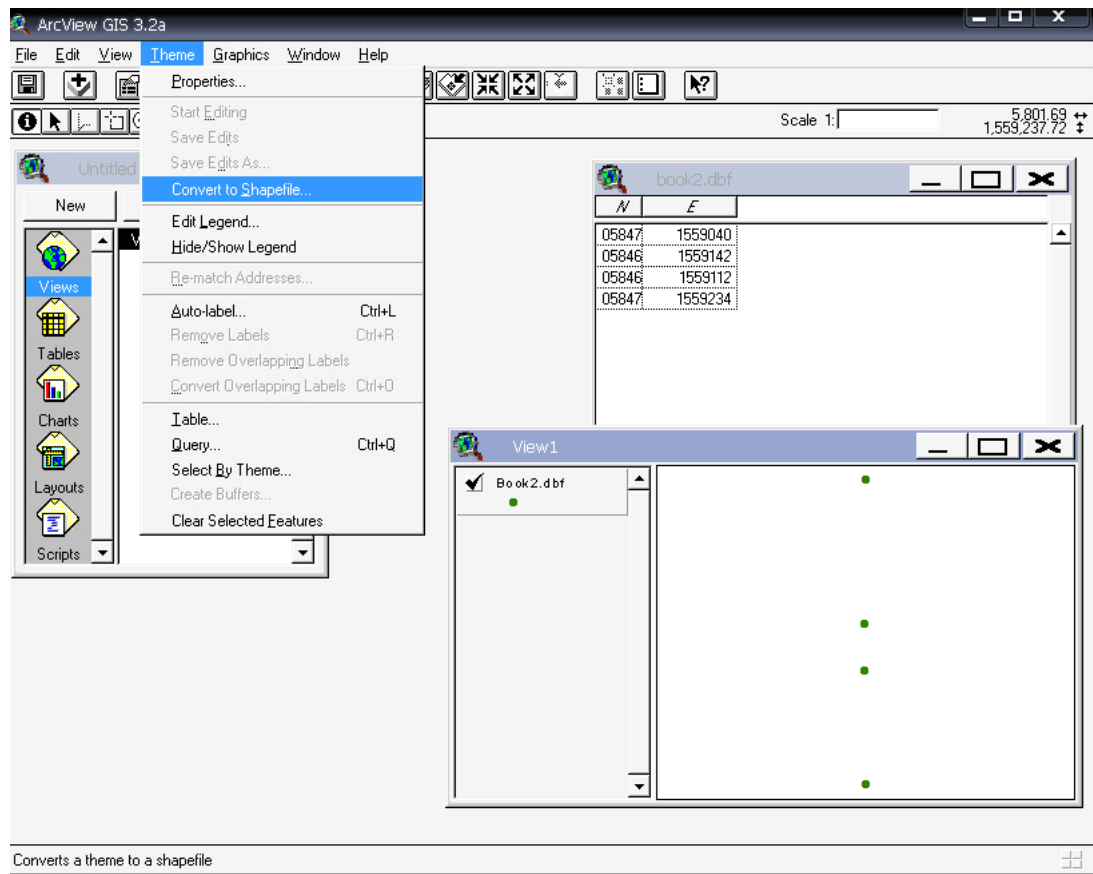 ArcView GIS 3.2a
File Edit View Theme Graphics Window Help
Scale 1:
5,801.69
1,559,237.72
Properties...
Start Editing
Save Edits
Save Edits As...
Convert to Shapefile...
Edit Legend...
Hide/Show Legend
Re-match Addresses...
Auto-label... Ctrl+L
Remove Labels Ctrl+R
Remove Overlapping Labels
Convert Overlapping Labels Ctrl+O
Table...
Query... Ctrl+Q
Select By Theme...
Create Buffers...
Clear Selected Features
Untitled
New
Views
Tables
Charts
Layouts
Scripts
book2.dbf
N E
05847 1559040
05846 1559142
05846 1559112
05847 1559234
View1
Book2.dbf
Converts a theme to a shapefile